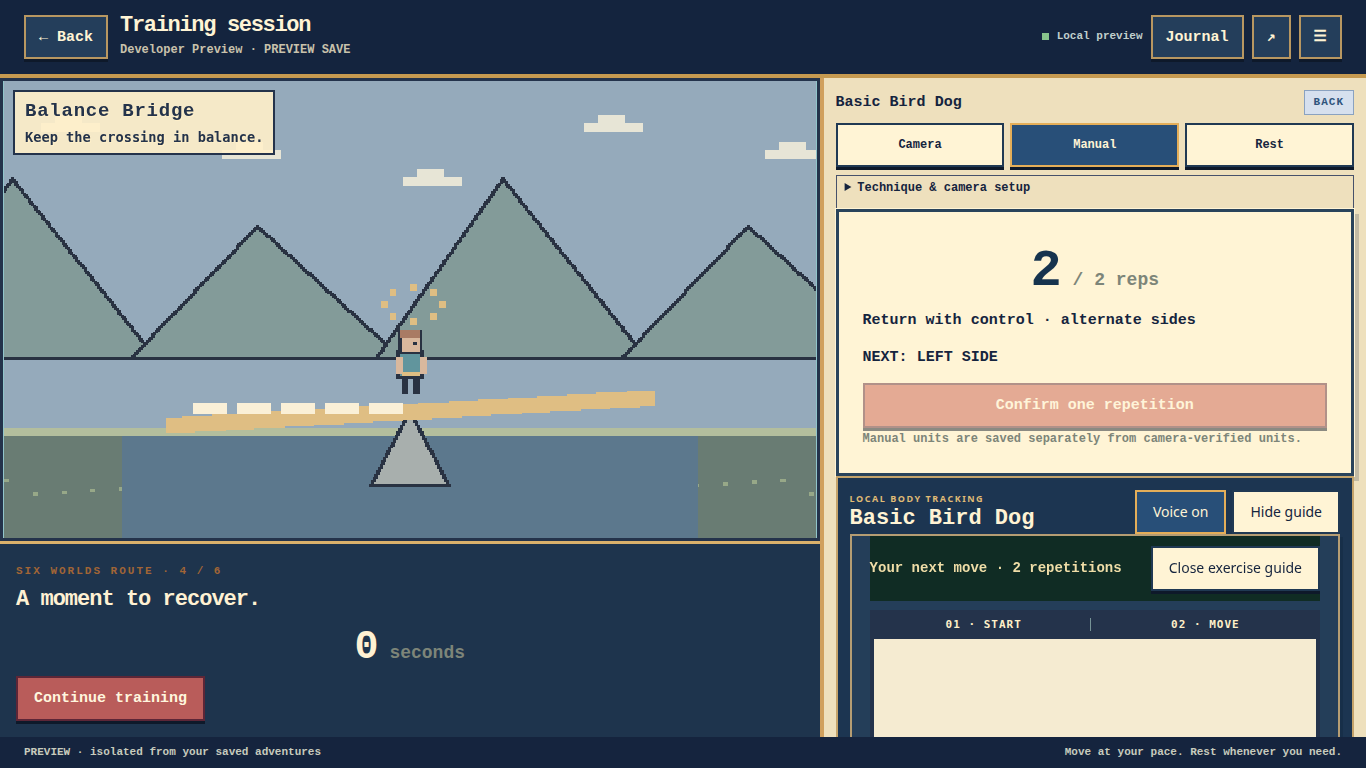 ← Back
Training session
Developer Preview · PREVIEW SAVE
Local preview
Journal
↗
☰
Balance Bridge
Keep the crossing in balance.
SIX WORLDS ROUTE · 4 / 6
A moment to recover.
0 seconds
Continue training
Basic Bird Dog
BACK
Camera
Manual
Rest
▶ Technique & camera setup
2 / 2 reps
Return with control · alternate sides
NEXT: LEFT SIDE
Confirm one repetition
Manual units are saved separately from camera-verified units.
LOCAL BODY TRACKING
Basic Bird Dog
Voice on
Hide guide
Your next move · 2 repetitions
Close exercise guide
01 · START
02 · MOVE
PREVIEW · isolated from your saved adventures
Move at your pace. Rest whenever you need.